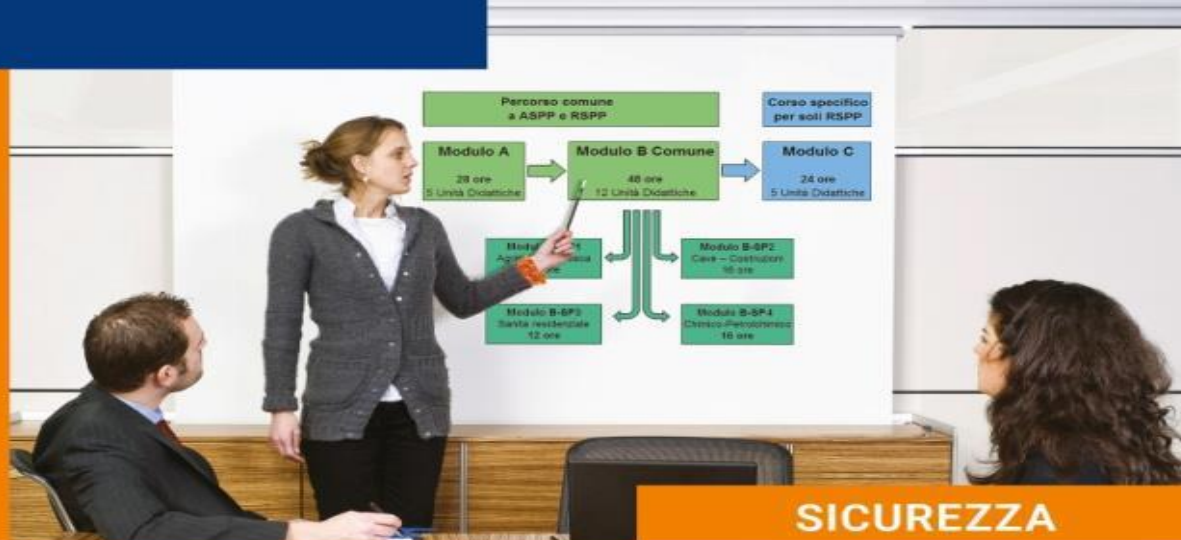 Percorso comune
a ASPP e RSPP
Corso specifico
per soli RSPP
Modulo A
28 ore
5 Unità Didattiche
Modulo B Comune
48 ore
12 Unità Didattiche
Modulo C
24 ore
5 Unità Didattiche
Modulo B-SP2
Cave – Costruzioni
16 ore
Modulo B-SP3
Sanità residenziale
12 ore
Modulo B-SP4
Chimico-Petrolchimico
16 ore
SICUREZZA